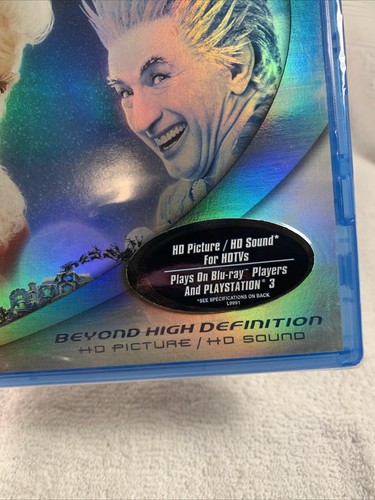 HD Picture / HD Sound*
For HDTVs
Plays On Blu-ray™ Players
And PLAYSTATION® 3
*SEE SPECIFICATIONS ON BACK
L9991
BEYOND HIGH DEFINITION
HD PICTURE / HD SOUND